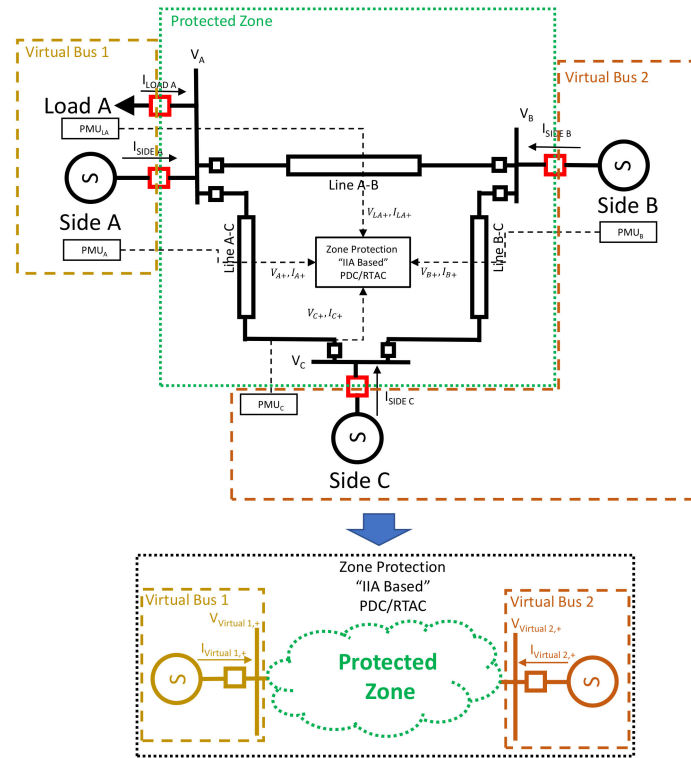 Protected Zone
Virtual Bus 1
V_A
I_LOAD A
Virtual Bus 2
Load A
V_B
I_SIDE B
PMU_LA
I_SIDE A
S
Line A-B
S
Side A
Side B
V_LA+, I_LA+
Line A-C
Line B-C
PMU_A
Zone Protection
“IIA Based”
PDC/RTAC
PMU_B
V_A+, I_A+
V_B+, I_B+
V_C+, I_C+
V_C
PMU_C
I_SIDE C
S
Side C
Zone Protection
“IIA Based”
PDC/RTAC
Virtual Bus 1
Virtual Bus 2
V_Virtual 1,+
V_Virtual 2,+
I_Virtual 1,+
I_Virtual 2,+
S
Protected
Zone
S